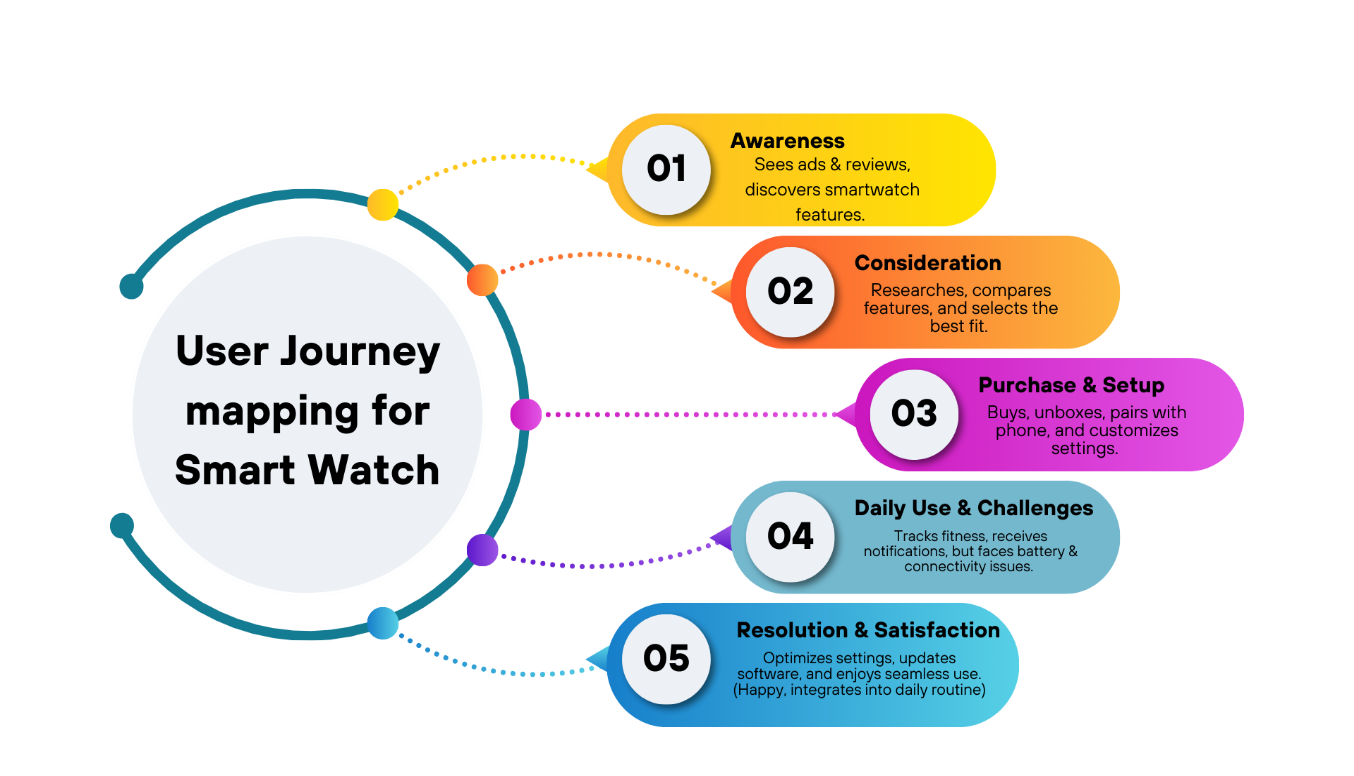 User Journey
mapping for
Smart Watch
01
Awareness
Sees ads & reviews,
discovers smartwatch
features.
02
Consideration
Researches, compares
features, and selects the
best fit.
03
Purchase & Setup
Buys, unboxes, pairs with
phone, and customizes
settings.
04
Daily Use & Challenges
Tracks fitness, receives
notifications, but faces battery &
connectivity issues.
05
Resolution & Satisfaction
Optimizes settings, updates
software, and enjoys seamless use.
(Happy, integrates into daily routine)